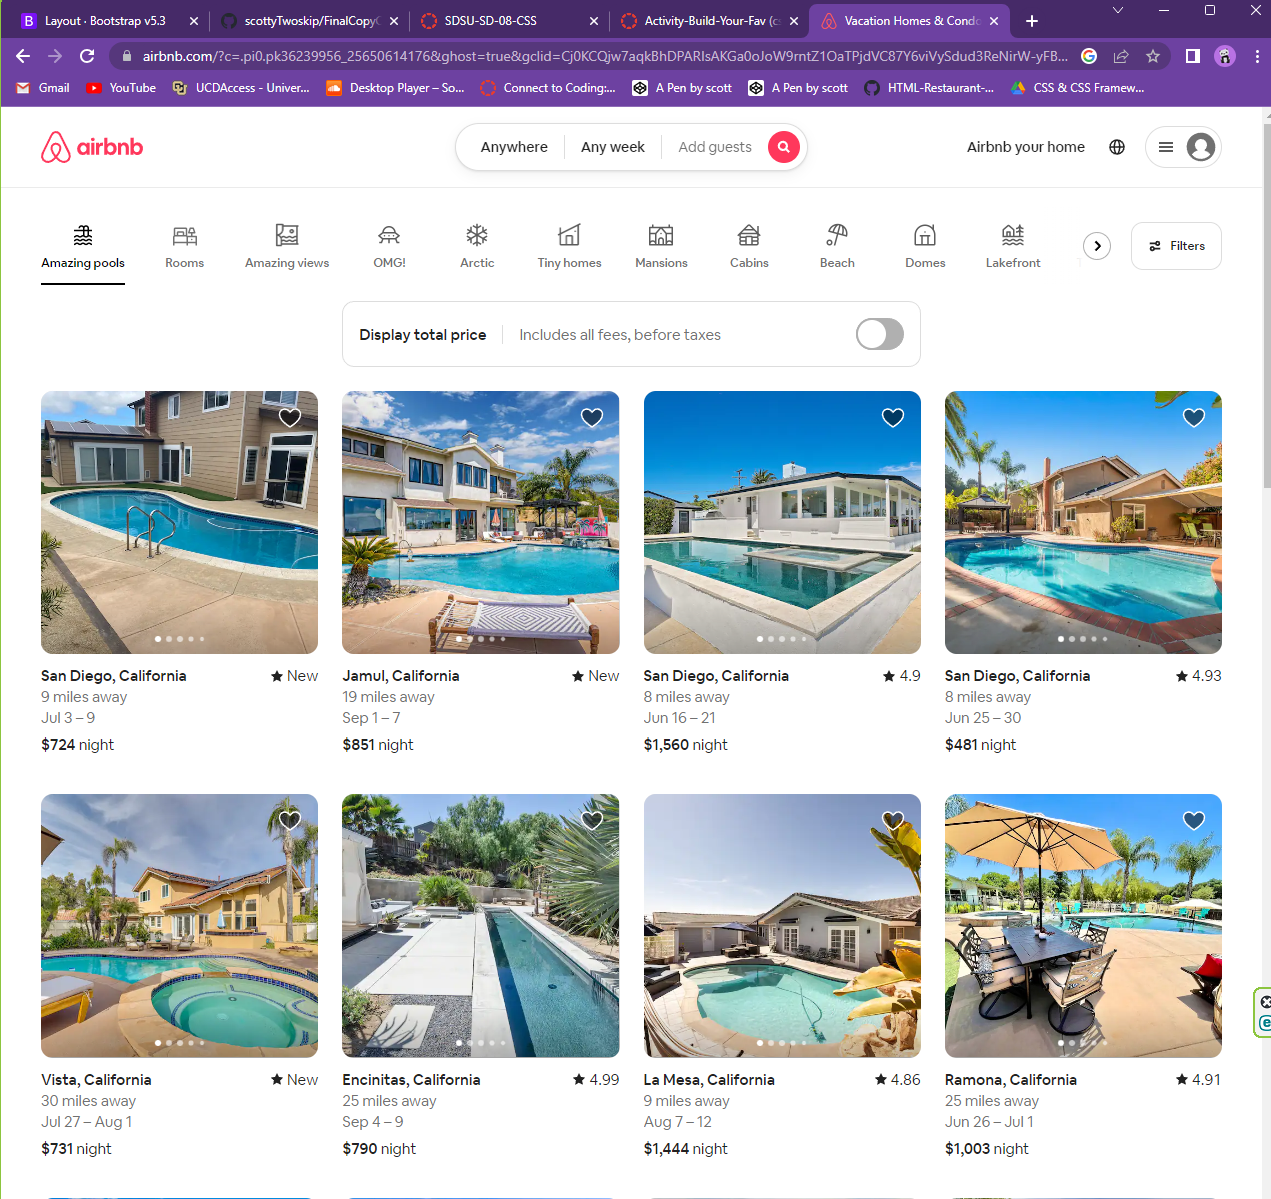 Layout · Bootstrap v5.3
scottyTwoskip/FinalCopyC
SDSU-SD-08-CSS
Activity-Build-Your-Fav (cs
Vacation Homes & Condo
airbnb.com/?c=.pi0.pk36239956_25650614176&ghost=true&gclid=Cj0KCQjw7aqkBhDPARIsAKGa0oJoW9rntZ1OaTPjdVC87Y6viVySdud3ReNirW-yFB...
Gmail
YouTube
UCDAccess - Univer...
Desktop Player – So...
Connect to Coding:...
A Pen by scott
A Pen by scott
HTML-Restaurant-...
CSS & CSS Framew...
airbnb
Anywhere
Any week
Add guests
Airbnb your home
Amazing pools
Rooms
Amazing views
OMG!
Arctic
Tiny homes
Mansions
Cabins
Beach
Domes
Lakefront
Filters
Display total price
Includes all fees, before taxes
San Diego, California ★ New
9 miles away
Jul 3 – 9
$724 night
Jamul, California ★ New
19 miles away
Sep 1 – 7
$851 night
San Diego, California ★ 4.9
8 miles away
Jun 16 – 21
$1,560 night
San Diego, California ★ 4.93
8 miles away
Jun 25 – 30
$481 night
Vista, California ★ New
30 miles away
Jul 27 – Aug 1
$731 night
Encinitas, California ★ 4.99
25 miles away
Sep 4 – 9
$790 night
La Mesa, California ★ 4.86
9 miles away
Aug 7 – 12
$1,444 night
Ramona, California ★ 4.91
25 miles away
Jun 26 – Jul 1
$1,003 night